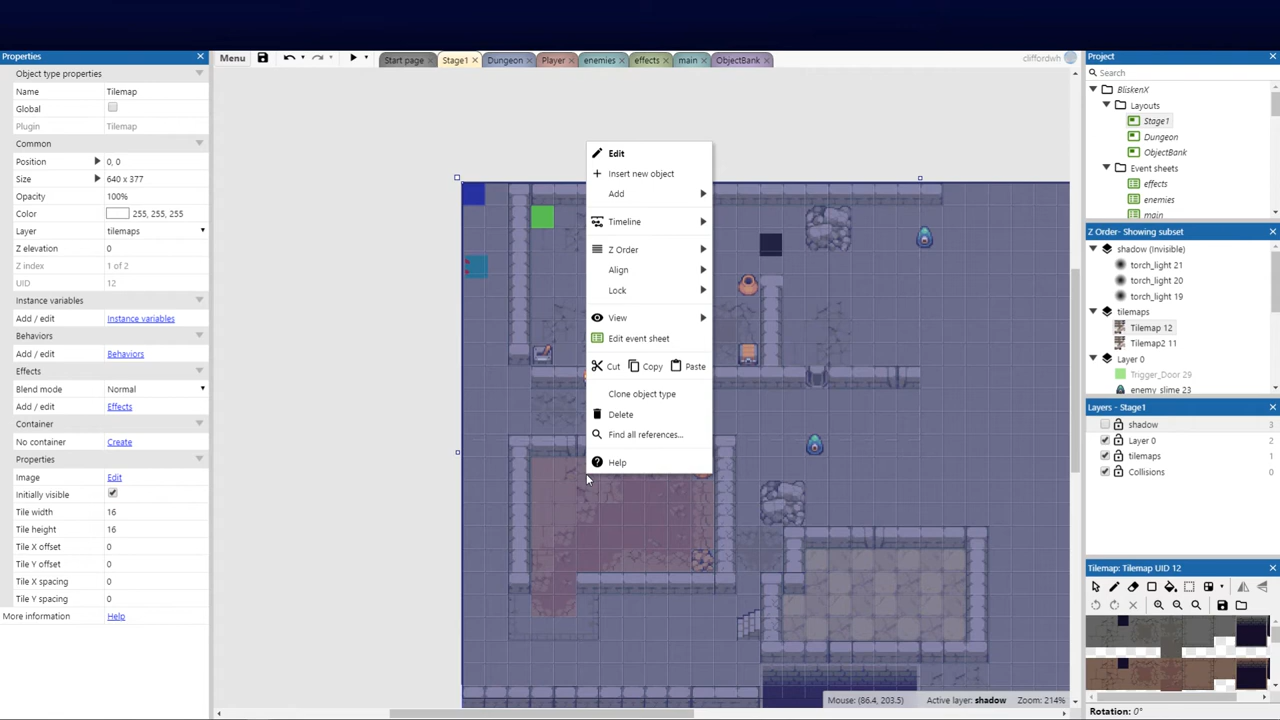 Properties
Object type properties
Name Tilemap
Global
Plugin Tilemap
Common
Position 0, 0
Size 640 x 377
Opacity 100%
Color 255, 255, 255
Layer tilemaps
Z elevation 0
Z index 1 of 2
UID 12
Instance variables
Add / edit Instance variables
Behaviors
Add / edit Behaviors
Effects
Blend mode Normal
Add / edit Effects
Container
No container Create
Properties
Image Edit
Initially visible
Tile width 16
Tile height 16
Tile X offset 0
Tile Y offset 0
Tile X spacing 0
Tile Y spacing 0
More information Help
Menu
Start page Stage1 Dungeon Player enemies effects main ObjectBank
cliffordwh
Edit
Insert new object
Add
Timeline
Z Order
Align
Lock
View
Edit event sheet
Cut Copy Paste
Clone object type
Delete
Find all references...
Help
Mouse: (86.4, 203.5) Active layer: shadow Zoom: 214%
Project
Search
BliskenX
Layouts
Stage1
Dungeon
ObjectBank
Event sheets
effects
enemies
main
Z Order- Showing subset
shadow (Invisible)
torch_light 21
torch_light 20
torch_light 19
tilemaps
Tilemap 12
Tilemap2 11
Layer 0
Trigger_Door 29
enemy_slime 23
Layers - Stage1
shadow 3
Layer 0 2
tilemaps 1
Collisions 0
Tilemap: Tilemap UID 12
Rotation: 0°